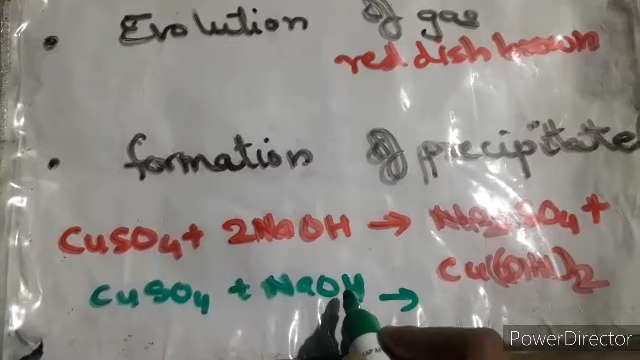 • Evolution of gas
reddish brown
• formation of precipitate
CuSO4 + 2NaOH → Na2SO4 +
Cu(OH)2
CuSO4 + NaOH →
PowerDirector